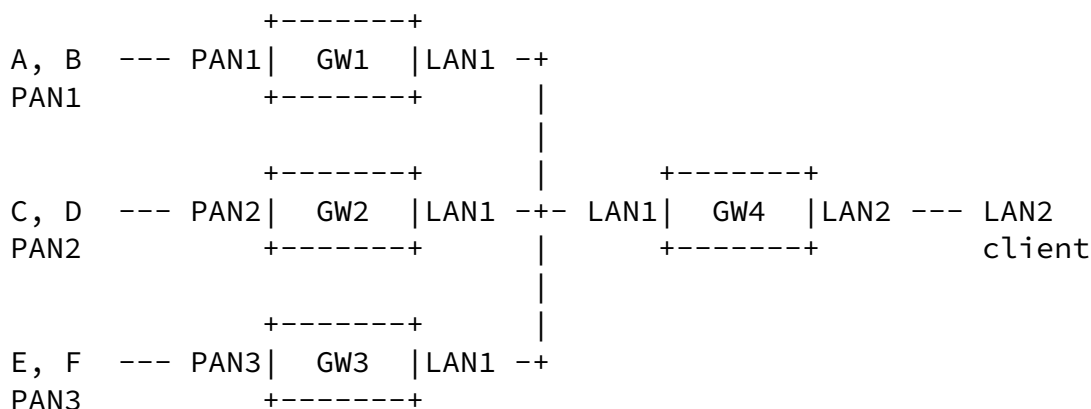 +-------+
A, B  --- PAN1|  GW1  |LAN1 -+
PAN1           +-------+      |
                              |
               +-------+      |      +-------+
C, D  --- PAN2|  GW2  |LAN1 -+- LAN1|  GW4  |LAN2 --- LAN2
PAN2           +-------+      |      +-------+         client
                              |
               +-------+      |
E, F  --- PAN3|  GW3  |LAN1 -+
PAN3           +-------+